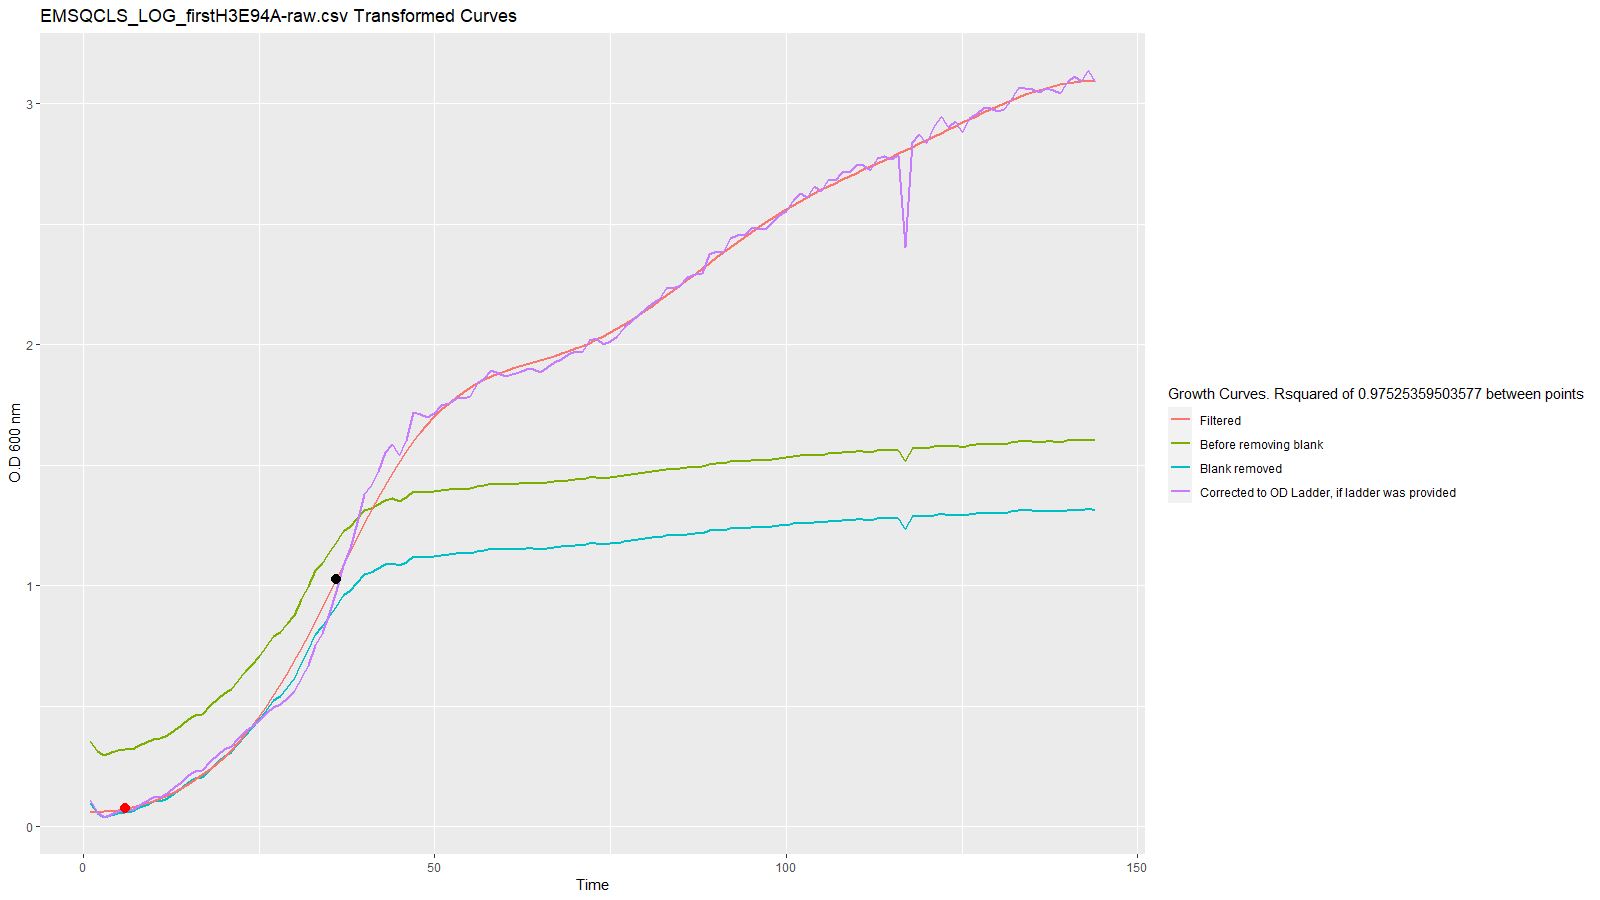 EMSQCLS_LOG_firstH3E94A-raw.csv Transformed Curves
3
2
1
0
O.D 600 nm
0
50
100
150
Time
Growth Curves. Rsquared of 0.97525359503577 between points
Filtered
Before removing blank
Blank removed
Corrected to OD Ladder, if ladder was provided